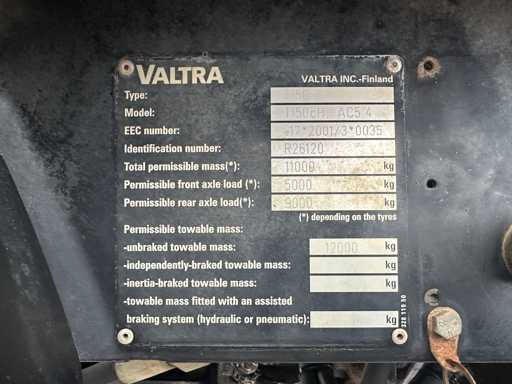 VALTRA
VALTRA INC.-Finland
Type:
Model: T150eH AC5.4
EEC number: 17*2001/3*0035
Identification number: R26120
Total permissible mass(*): 11000 kg
Permissible front axle load (*): 5000 kg
Permissible rear axle load(*): 9000 kg
(*) depending on the tyres
Permissible towable mass:
-unbraked towable mass: 12000 kg
-independently-braked towable mass: kg
-inertia-braked towable mass: kg
-towable mass fitted with an assisted
braking system (hydraulic or pneumatic): kg